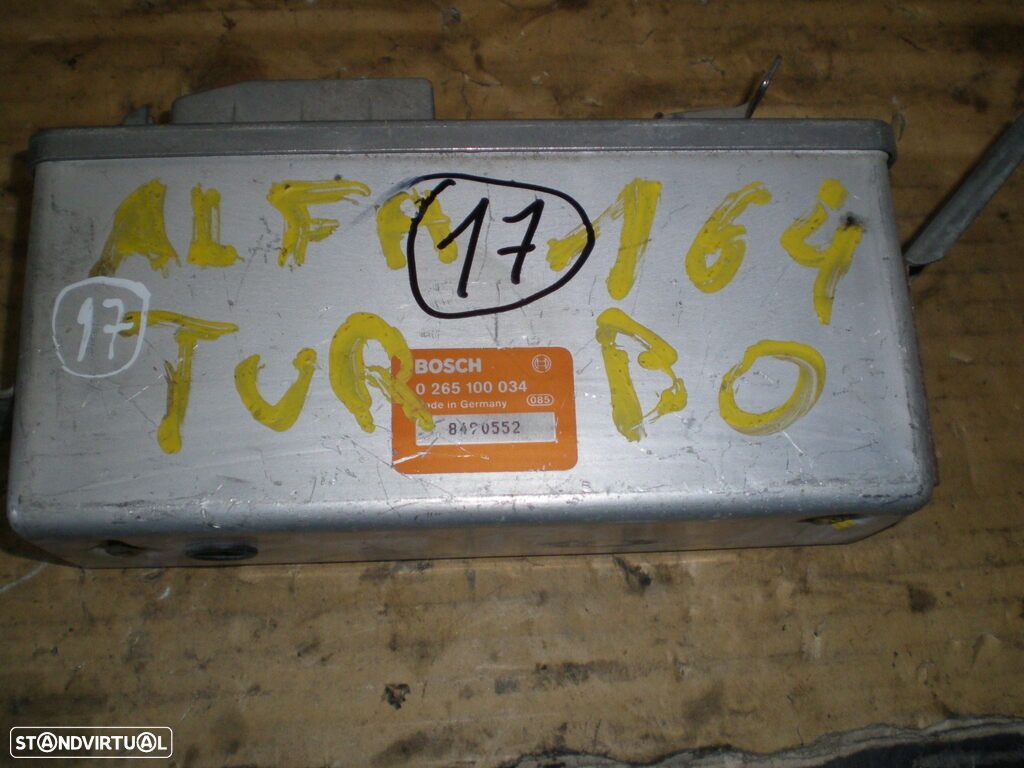 ALFA 164
17
17
TURBO
BOSCH
0 265 100 034
Made in Germany 085
8490552
STANDVIRTUAL